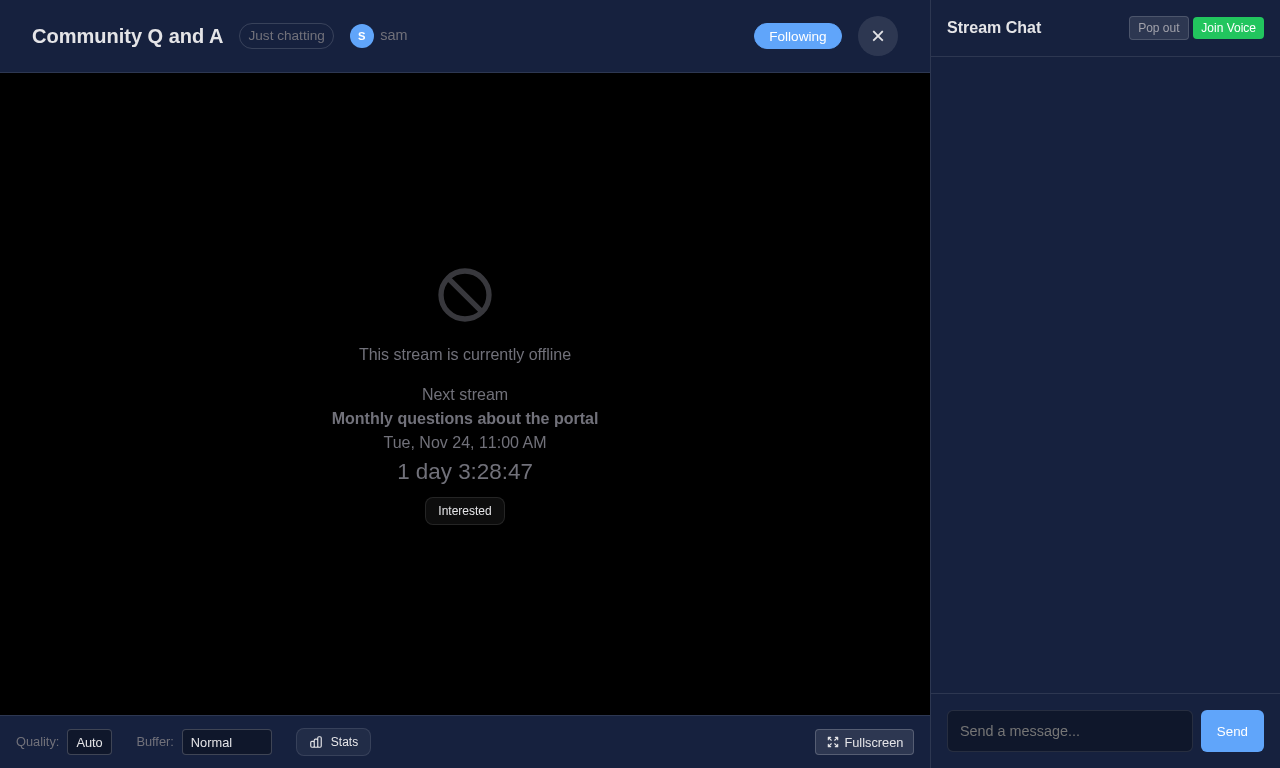 Community Q and A
Just chatting
S
sam
Following
This stream is currently offline
Next stream
Monthly questions about the portal
Tue, Nov 24, 11:00 AM
1 day 3:28:47
Interested
Quality:
Auto
Buffer:
Normal
Stats
Fullscreen
Stream Chat
Pop out
Join Voice
Send a message...
Send